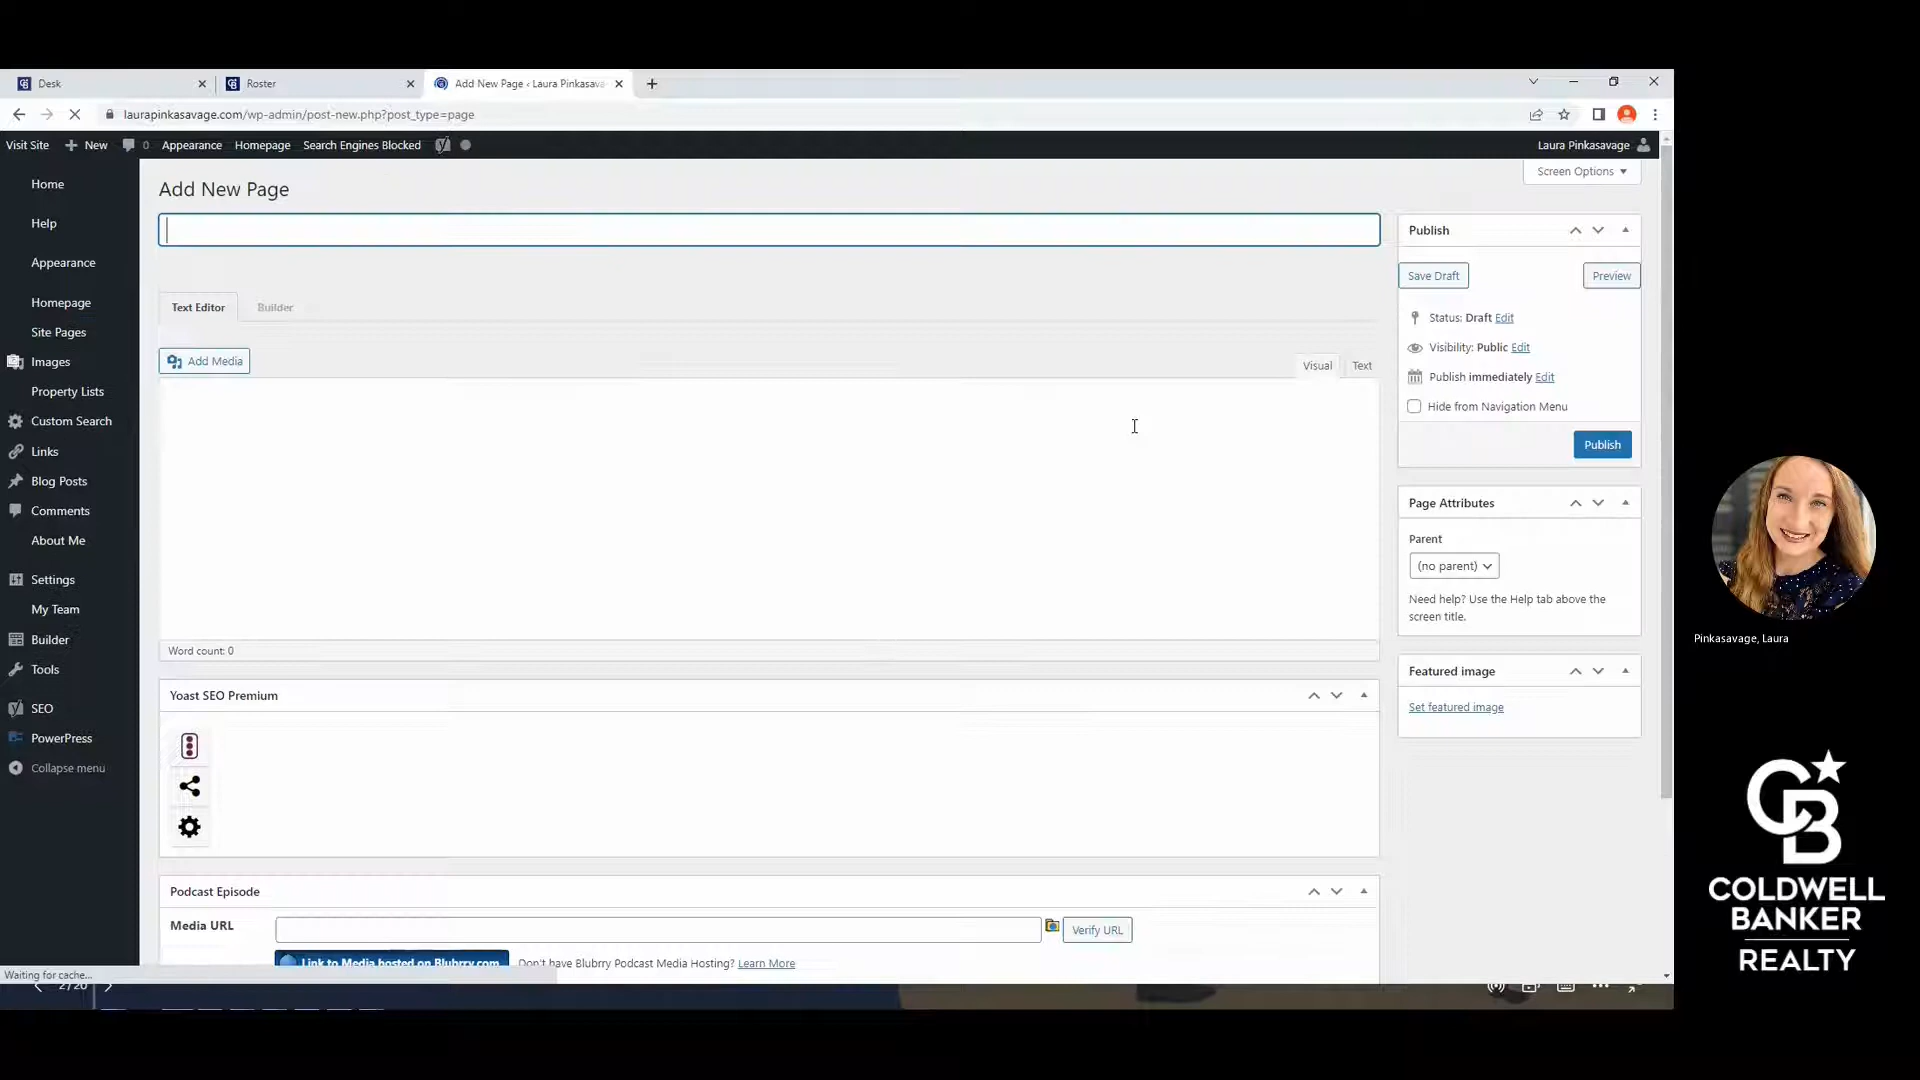 Desk
Roster
Add New Page ‹ Laura Pinkasava
laurapinkasavage.com/wp-admin/post-new.php?post_type=page
Visit Site
New
0
Appearance
Homepage
Search Engines Blocked
Laura Pinkasavage
Home
Help
Appearance
Homepage
Site Pages
Images
Property Lists
Custom Search
Links
Blog Posts
Comments
About Me
Settings
My Team
Builder
Tools
SEO
PowerPress
Collapse menu
Screen Options
Add New Page
Text Editor
Builder
Add Media
Visual
Text
Word count: 0
Yoast SEO Premium
Podcast Episode
Media URL
Verify URL
Link to Media hosted on Blubrry.com
Don't have Blubrry Podcast Media Hosting? Learn More
Publish
Save Draft
Preview
Status: Draft Edit
Visibility: Public Edit
Publish immediately Edit
Hide from Navigation Menu
Publish
Page Attributes
Parent
(no parent)
Need help? Use the Help tab above the
screen title.
Featured image
Set featured image
Waiting for cache...
2/20
Pinkasavage, Laura
CB
COLDWELL
BANKER
REALTY